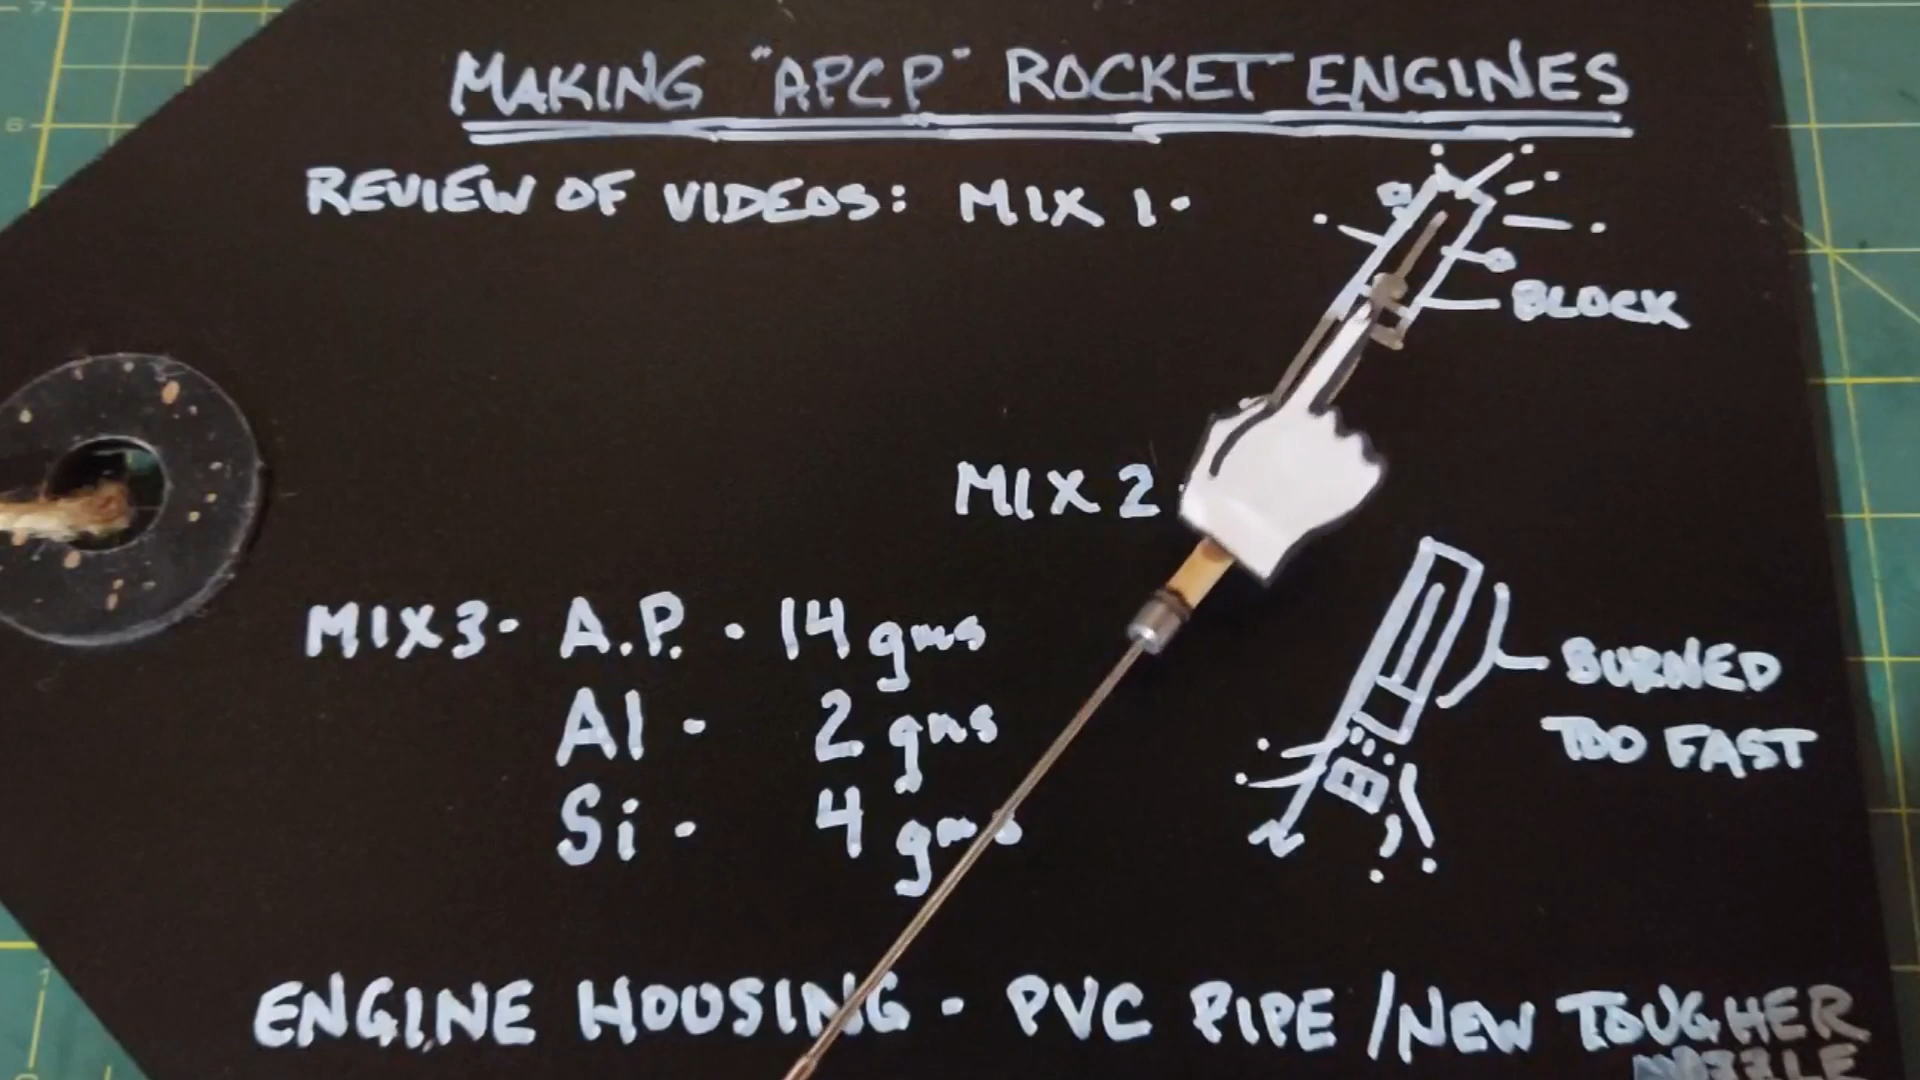 MAKING "APCP" ROCKET ENGINES
REVIEW OF VIDEOS: MIX 1-
BLOCK
MIX 2
BURNED
TOO FAST
MIX3- A.P. - 14 gms
Al - 2 gms
Si - 4 gms
ENGINE HOUSING - PVC PIPE / NEW TOUGHER
NOZZLE